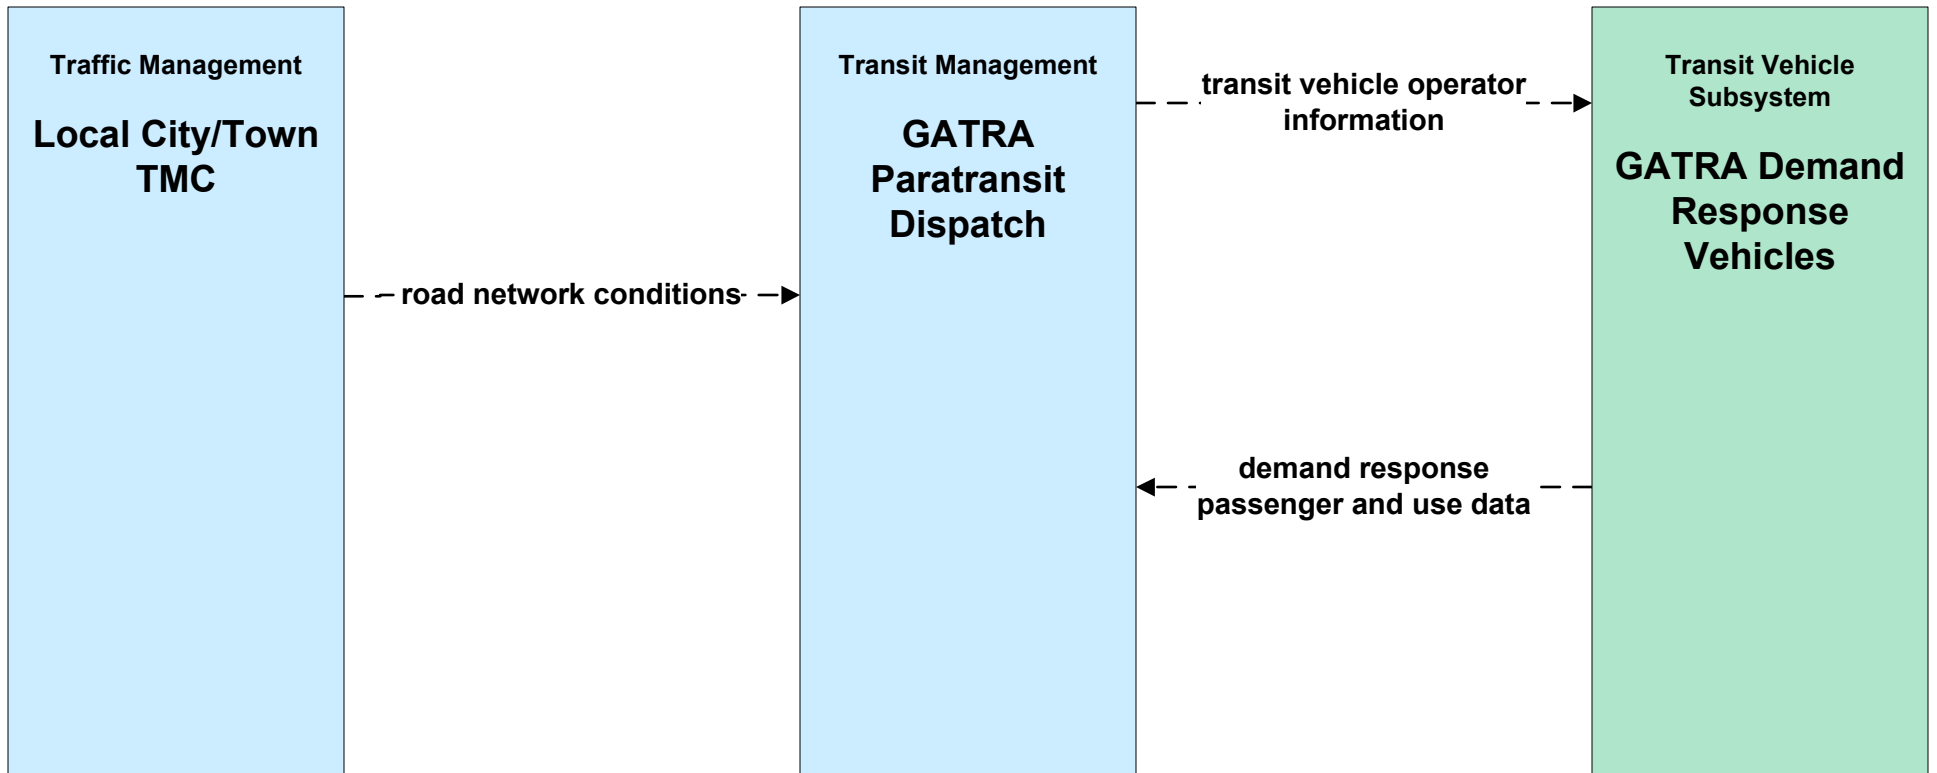 Traffic Management
Local City/Town
TMC
road network conditions
Transit Management
GATRA
Paratransit
Dispatch
transit vehicle operator
information
demand response
passenger and use data
Transit Vehicle
Subsystem
GATRA Demand
Response
Vehicles